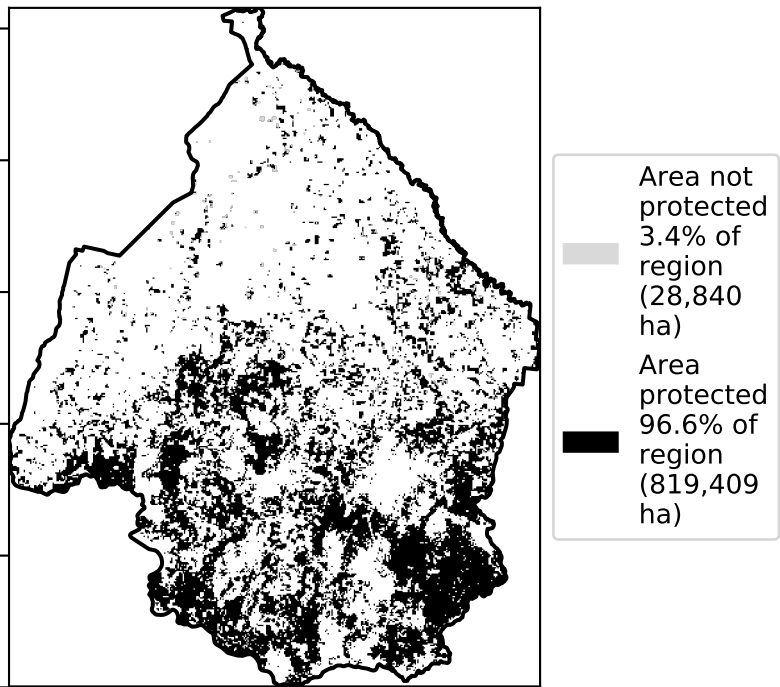 Area not
protected
3.4% of
region
(28,840
ha)
Area
protected
96.6% of
region
(819,409
ha)